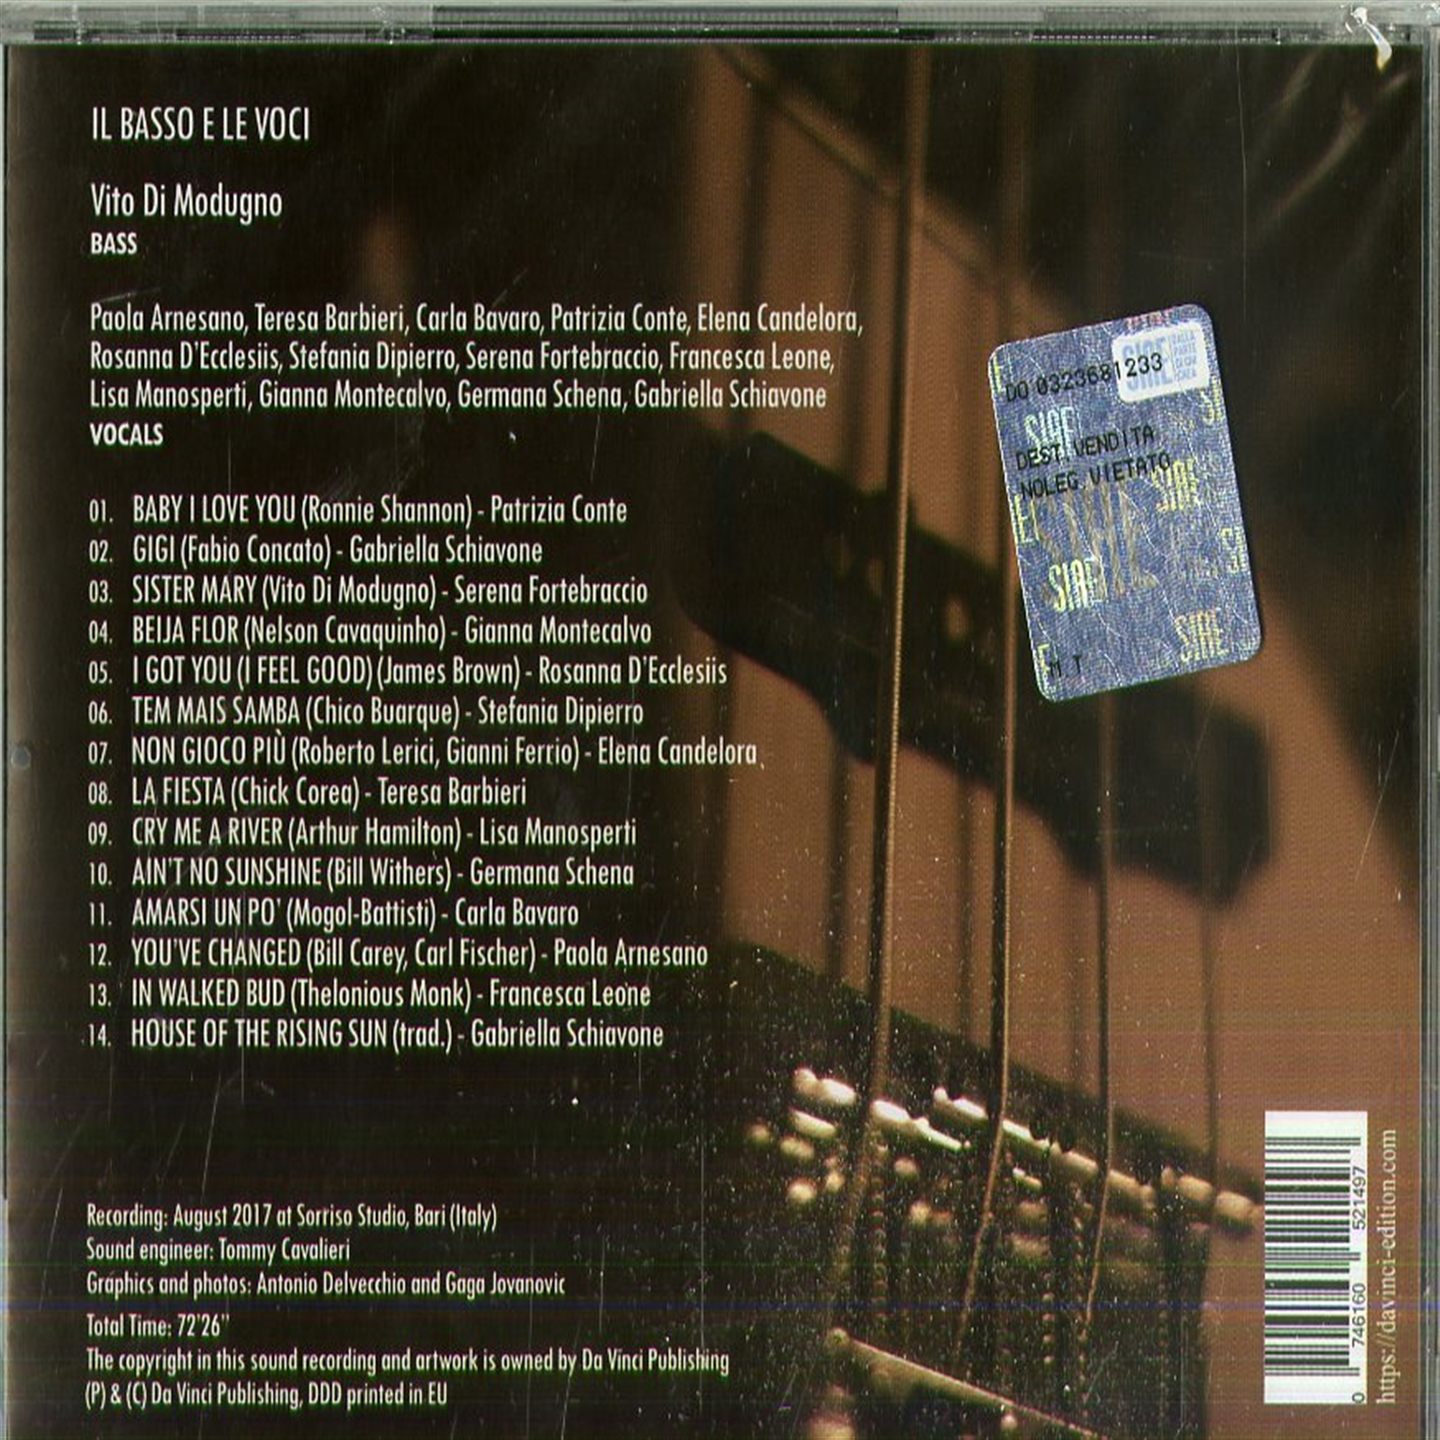 IL BASSO E LE VOCI
Vito Di Modugno
BASS
Paola Arnesano, Teresa Barbieri, Carla Bavaro, Patrizia Conte, Elena Candelora,
Rosanna D'Ecclesiis, Stefania Dipierro, Serena Fortebraccio, Francesca Leone,
Lisa Manosperti, Gianna Montecalvo, Germana Schena, Gabriella Schiavone
VOCALS
01. BABY I LOVE YOU (Ronnie Shannon) - Patrizia Conte
02. GIGI (Fabio Concato) - Gabriella Schiavone
03. SISTER MARY (Vito Di Modugno) - Serena Fortebraccio
04. BEIJA FLOR (Nelson Cavaquinho) - Gianna Montecalvo
05. I GOT YOU (I FEEL GOOD) (James Brown) - Rosanna D'Ecclesiis
06. TEM MAIS SAMBA (Chico Buarque) - Stefania Dipierro
07. NON GIOCO PIÙ (Roberto Lerici, Gianni Ferrio) - Elena Candelora
08. LA FIESTA (Chick Corea) - Teresa Barbieri
09. CRY ME A RIVER (Arthur Hamilton) - Lisa Manosperti
10. AIN'T NO SUNSHINE (Bill Withers) - Germana Schena
11. AMARSI UN PO' (Mogol-Battisti) - Carla Bavaro
12. YOU'VE CHANGED (Bill Carey, Carl Fischer) - Paola Arnesano
13. IN WALKED BUD (Thelonious Monk) - Francesca Leone
14. HOUSE OF THE RISING SUN (trad.) - Gabriella Schiavone
Recording: August 2017 at Sorriso Studio, Bari (Italy)
Sound engineer: Tommy Cavalieri
Graphics and photos: Antonio Delvecchio and Gaga Jovanovic
Total Time: 72'26"
The copyright in this sound recording and artwork is owned by Da Vinci Publishing
(P) & (C) Da Vinci Publishing, DDD printed in EU
SIAE
DALLA
PARTE
DI CHI
CREA
DO 0323681233
SIAE
DEST.VENDITA
NOLEG.VIETATO
SIAE
SIAE
SIAE
M.T
0 746160 521497
https://davinci-edition.com